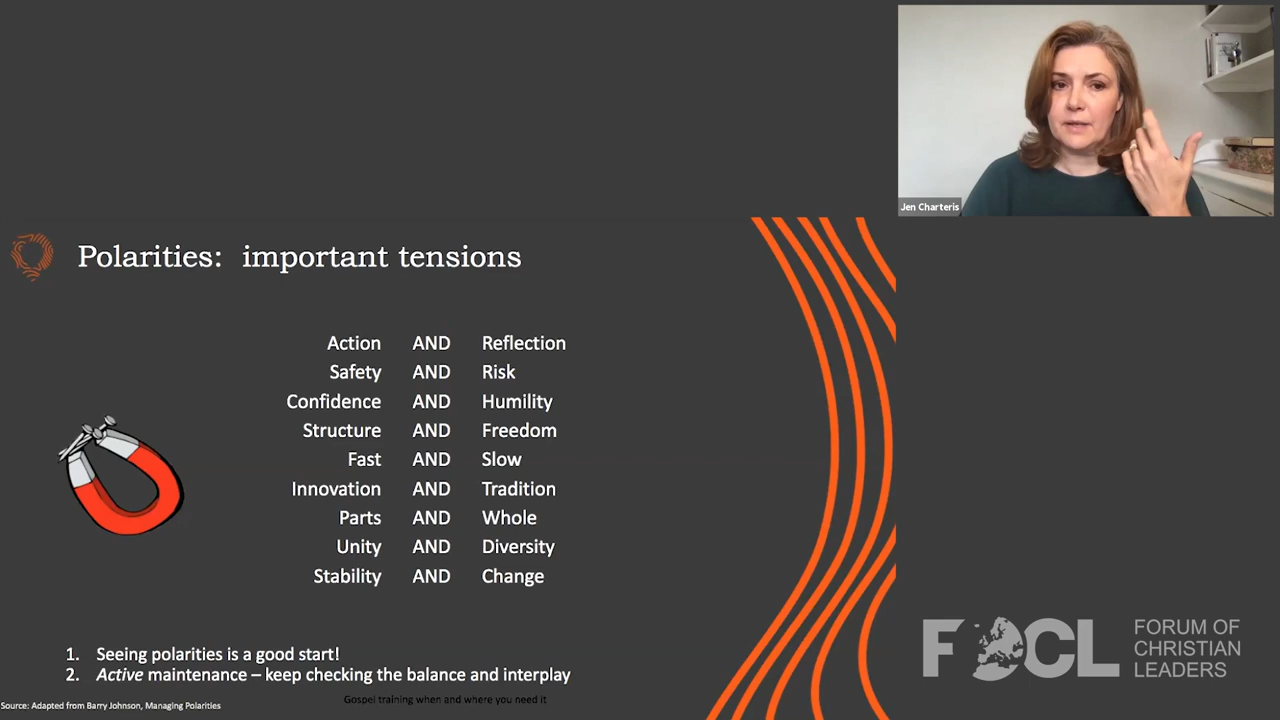 Jen Charteris
Polarities: important tensions
Action AND Reflection
Safety AND Risk
Confidence AND Humility
Structure AND Freedom
Fast AND Slow
Innovation AND Tradition
Parts AND Whole
Unity AND Diversity
Stability AND Change
1. Seeing polarities is a good start!
2. Active maintenance – keep checking the balance and interplay
Gospel training when and where you need it
Source: Adapted from Barry Johnson, Managing Polarities
FOCL
FORUM OF
CHRISTIAN
LEADERS